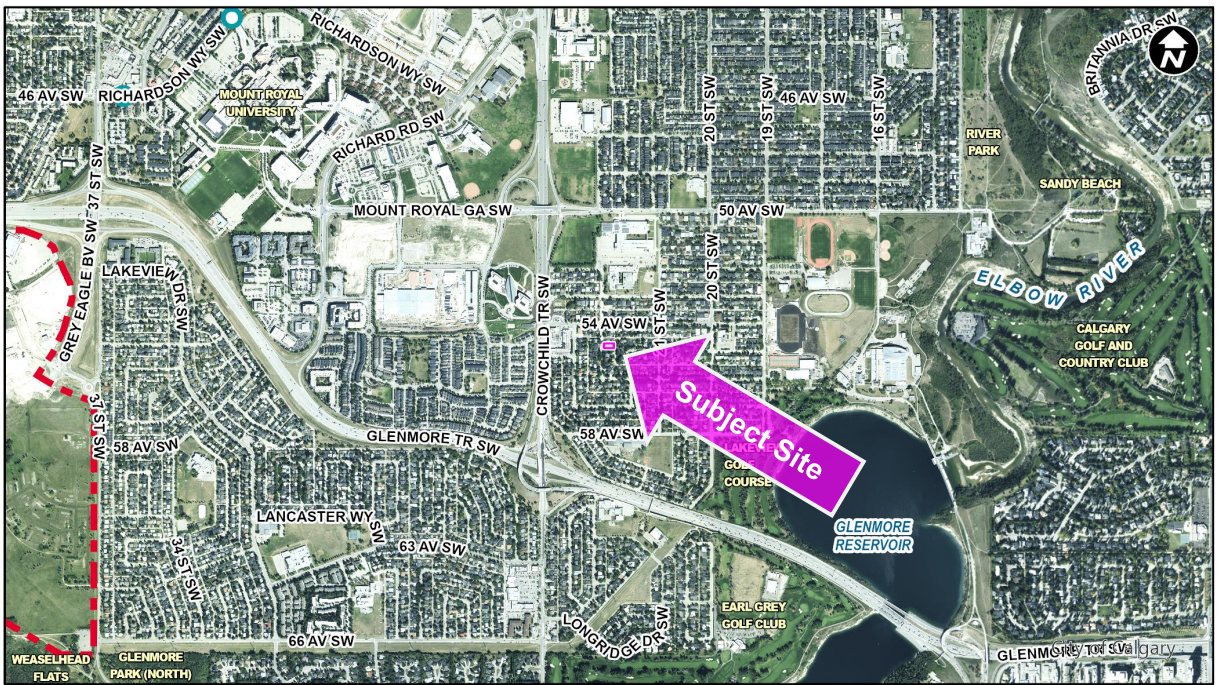 RICHARDSON WY SW
RICHARDSON WY SW
BRITANNIA DR SW
N
46 AV SW
MOUNT ROYAL
UNIVERSITY
20 ST SW
19 ST SW
46 AV SW
16 ST SW
RICHARD RD SW
RIVER
PARK
SANDY BEACH
37 ST SW
MOUNT ROYAL GA SW
50 AV SW
GREY EAGLE BV SW
LAKEVIEW DR SW
20 ST SW
ELBOW RIVER
CROWCHILD TR SW
21 ST SW
54 AV SW
CALGARY
GOLF AND
COUNTRY CLUB
Subject Site
37 ST SW
58 AV SW
GLENMORE TR SW
58 AV SW
LAKEVIEW
GOLF
COURSE
LANCASTER WY SW
GLENMORE
RESERVOIR
34 ST SW
63 AV SW
EARL GREY
GOLF CLUB
LONGRIDGE DR SW
66 AV SW
GLENMORE TR SW
City of Calgary
WEASELHEAD
FLATS
GLENMORE
PARK (NORTH)